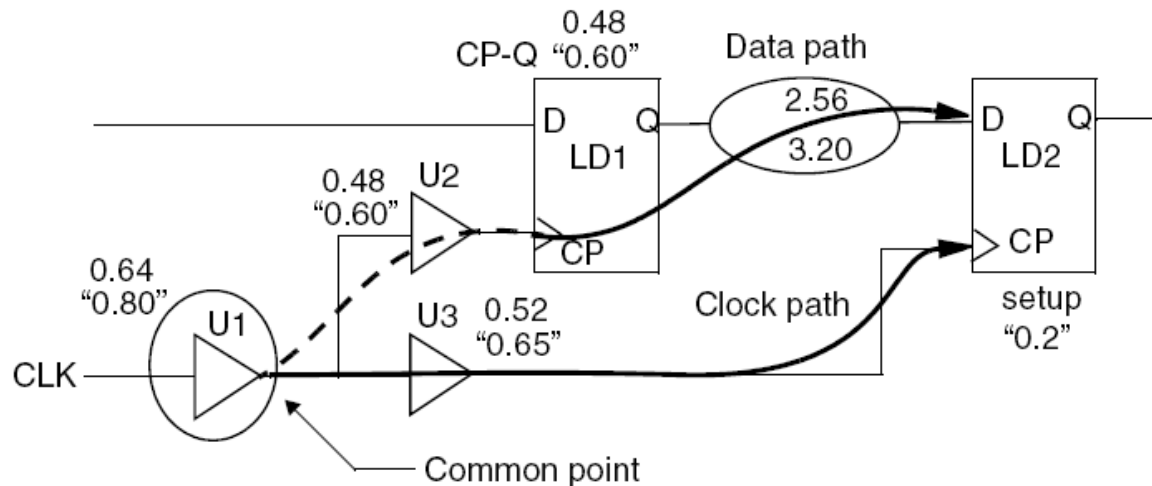 0.48
CP-Q “0.60”
Data path
2.56
3.20
D Q
LD1
CP
D Q
LD2
CP
setup
“0.2”
0.48
“0.60”
U2
0.64
“0.80”
U1
U3
0.52
“0.65”
Clock path
CLK
Common point